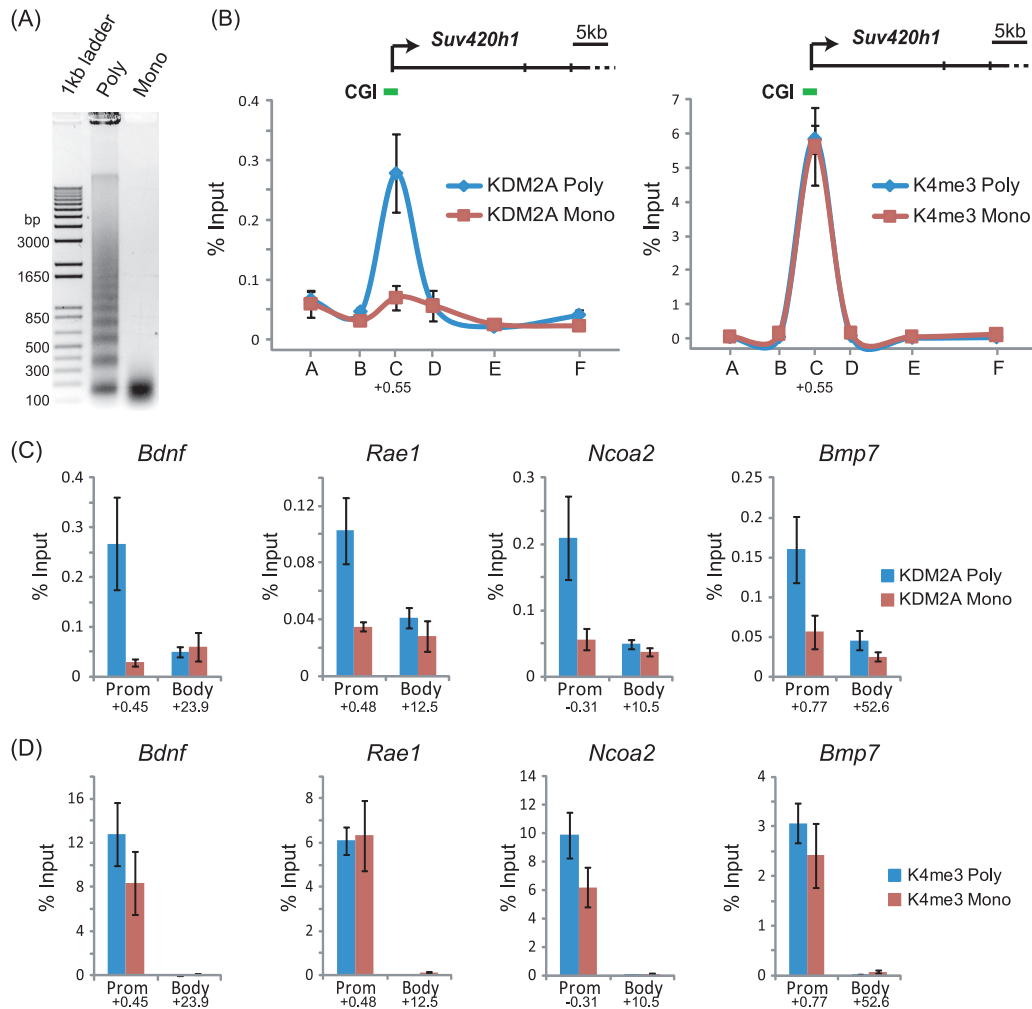 (A)
1kb ladder
Poly
Mono
bp
3000
1650
850
500
300
100
(B)
Suv420h1
5kb
CGI
% Input
0.4
0.3
0.2
0.1
0
KDM2A Poly
KDM2A Mono
A B C D E F
+0.55
Suv420h1
5kb
CGI
% Input
7
6
5
4
3
2
1
0
K4me3 Poly
K4me3 Mono
A B C D E F
+0.55
(C)
Bdnf
% Input
0.4
0.3
0.2
0.1
0
Prom Body
+0.45 +23.9
Rae1
% Input
0.12
0.08
0.04
0
Prom Body
+0.48 +12.5
Ncoa2
% Input
0.3
0.2
0.1
0
Prom Body
-0.31 +10.5
Bmp7
% Input
0.25
0.20
0.15
0.10
0.05
0
Prom Body
+0.77 +52.6
KDM2A Poly
KDM2A Mono
(D)
Bdnf
% Input
16
12
8
4
0
Prom Body
+0.45 +23.9
Rae1
% Input
8
6
4
2
0
Prom Body
+0.48 +12.5
Ncoa2
% Input
14
12
10
8
6
4
2
0
Prom Body
-0.31 +10.5
Bmp7
% Input
4
3
2
1
0
Prom Body
+0.77 +52.6
K4me3 Poly
K4me3 Mono